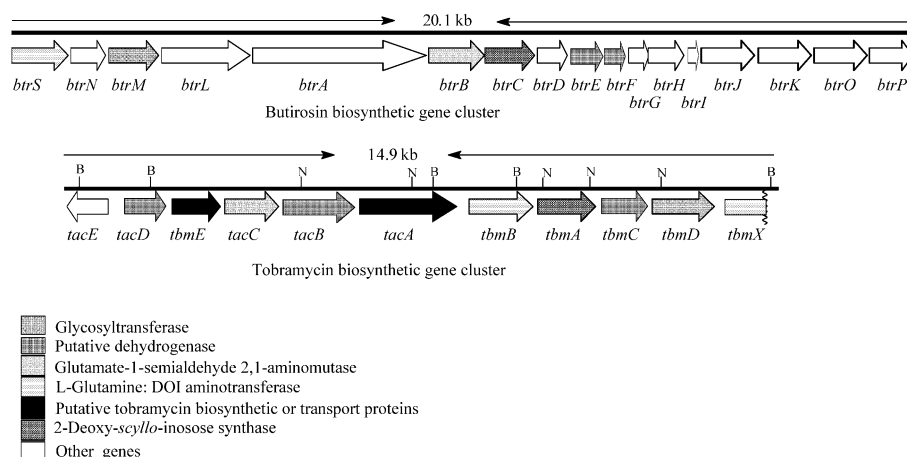 20.1 kb
btrS btrN btrM btrL btrA btrB btrC btrD btrE btrF btrG btrH btrI btrJ btrK btrO btrP
Butirosin biosynthetic gene cluster
14.9 kb
B B N N B B N N N B
tacE tacD tbmE tacC tacB tacA tbmB tbmA tbmC tbmD tbmX
Tobramycin biosynthetic gene cluster
Glycosyltransferase
Putative dehydrogenase
Glutamate-1-semialdehyde 2,1-aminomutase
L-Glutamine: DOI aminotransferase
Putative tobramycin biosynthetic or transport proteins
2-Deoxy-scyllo-inosose synthase
Other genes